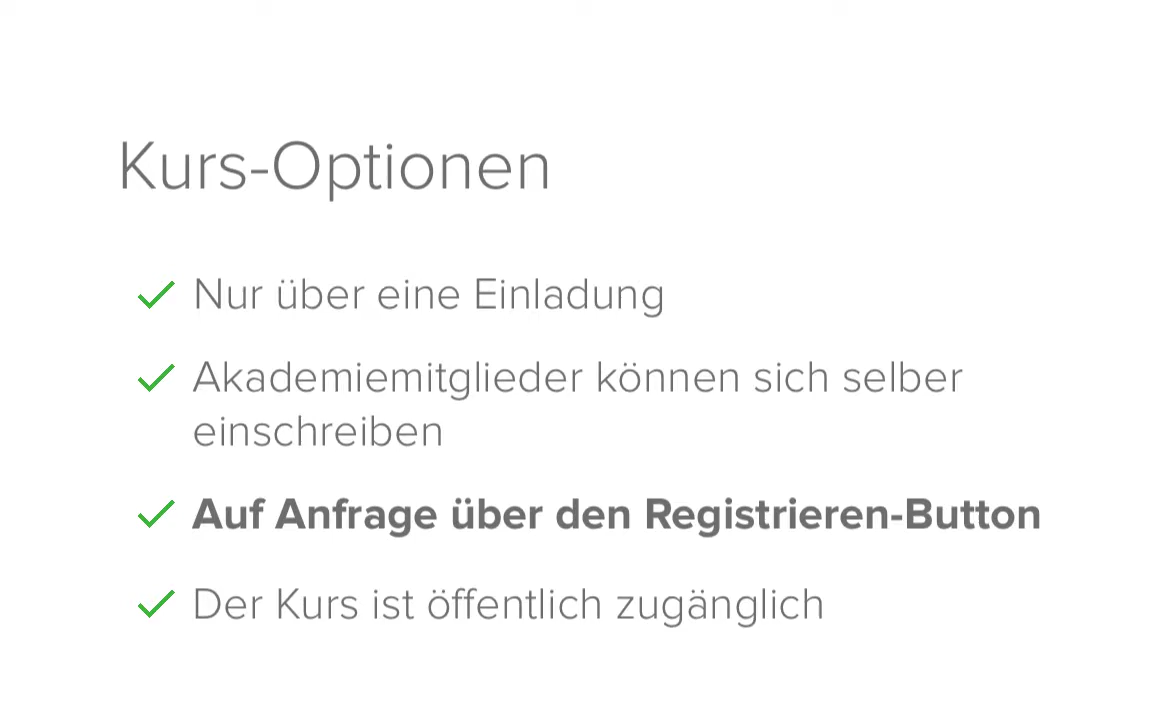 Kurs-Optionen
Nur über eine Einladung
Akademiemitglieder können sich selber
einschreiben
Auf Anfrage über den Registrieren-Button
Der Kurs ist öffentlich zugänglich